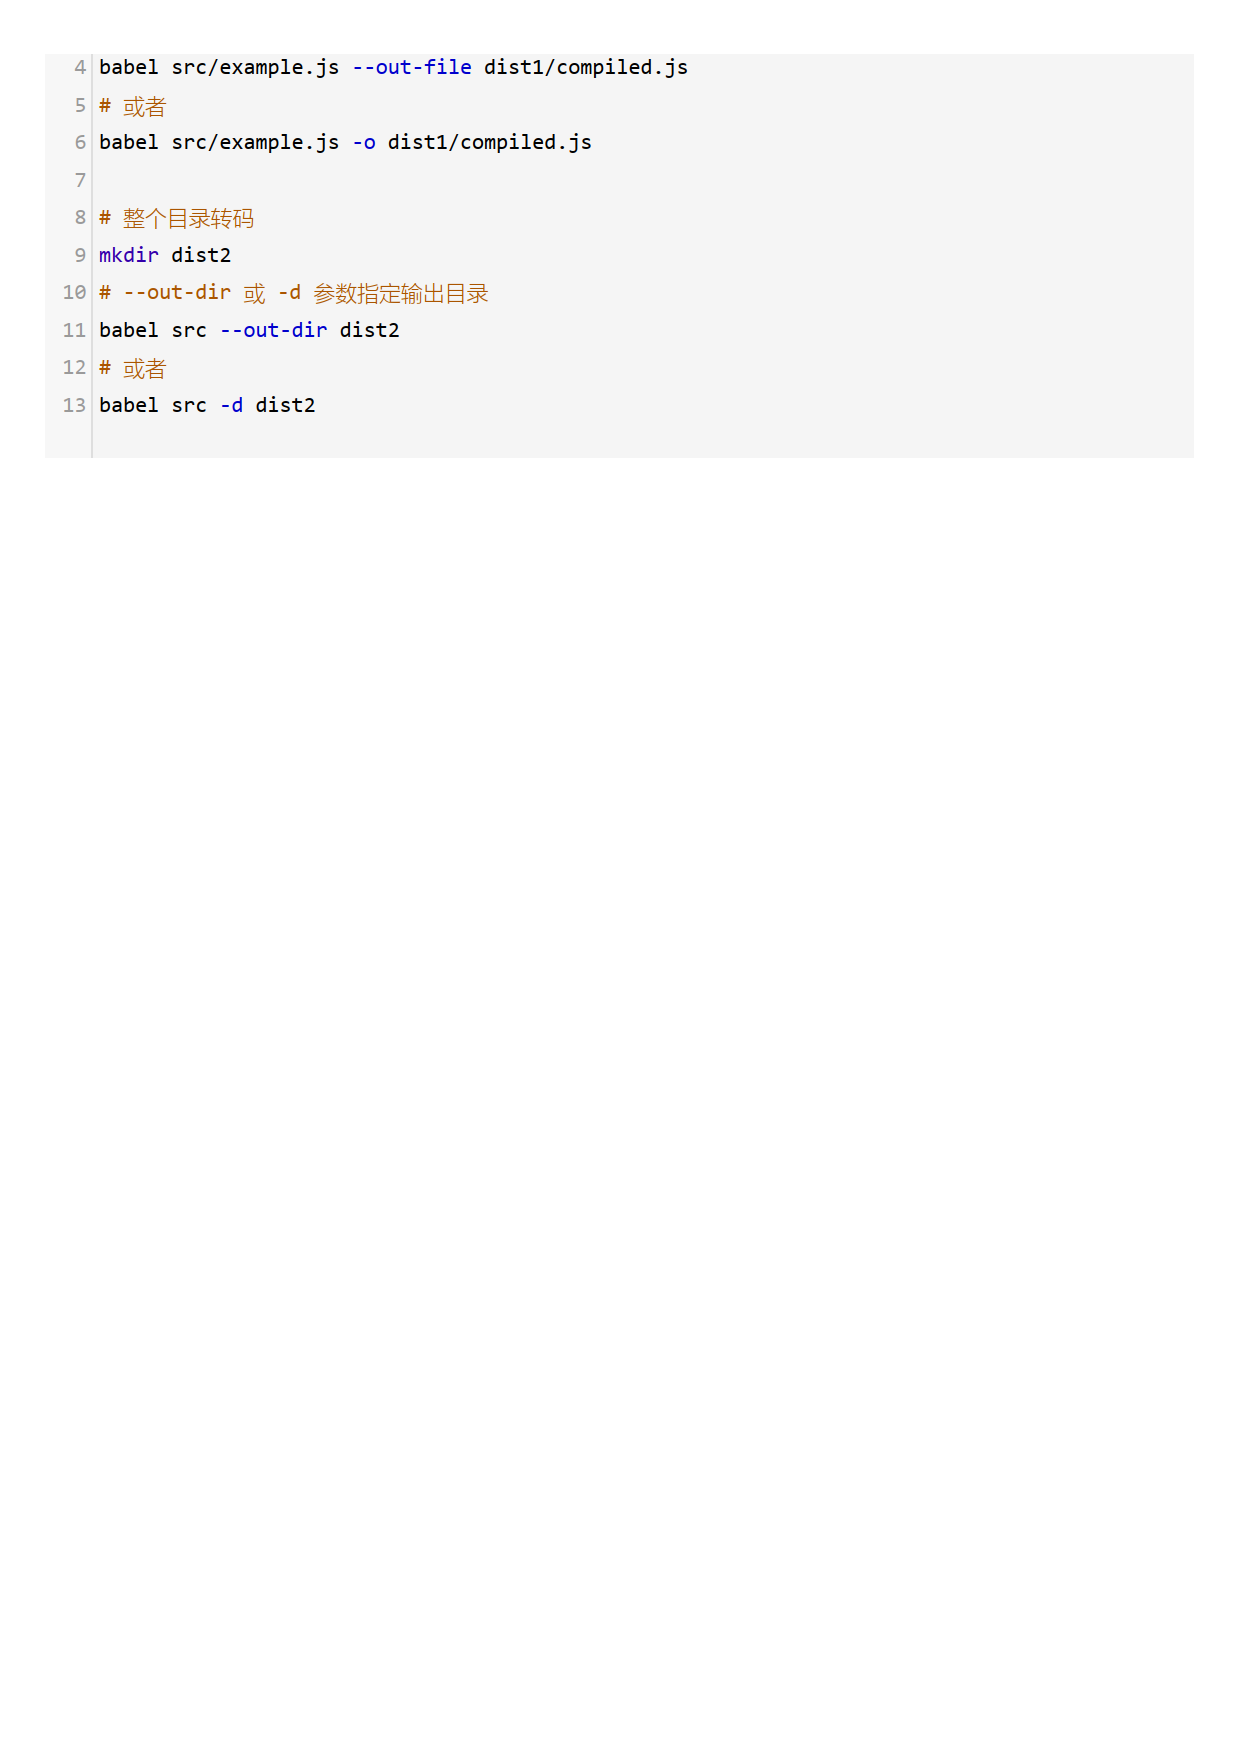 4 babel src/example.js --out-file dist1/compiled.js
5 # 或者
6 babel src/example.js -o dist1/compiled.js
7
8 # 整个目录转码
9 mkdir dist2
10 # --out-dir 或 -d 参数指定输出目录
11 babel src --out-dir dist2
12 # 或者
13 babel src -d dist2